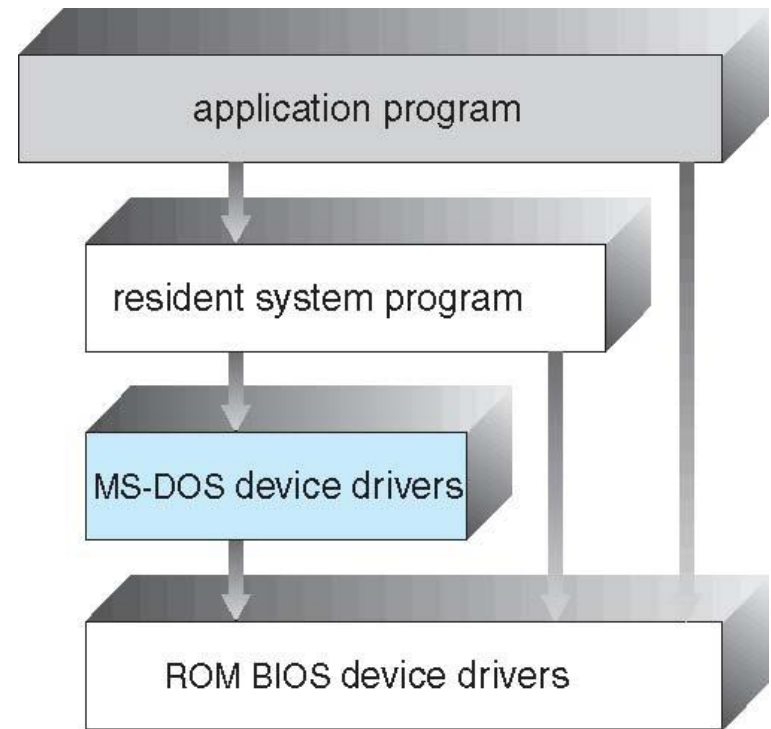 application program
resident system program
MS-DOS device drivers
ROM BIOS device drivers